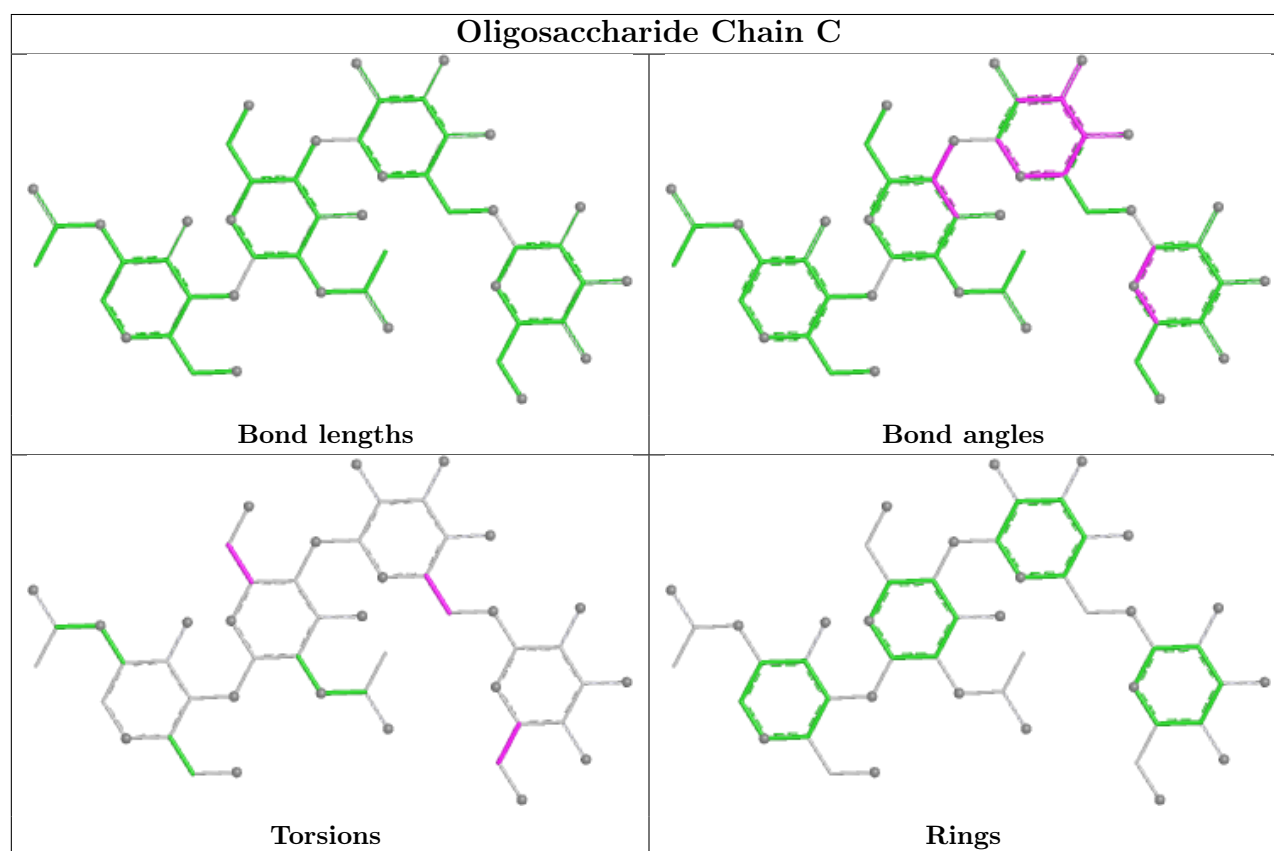 Oligosaccharide Chain C
Bond lengths
Bond angles
Torsions
Rings